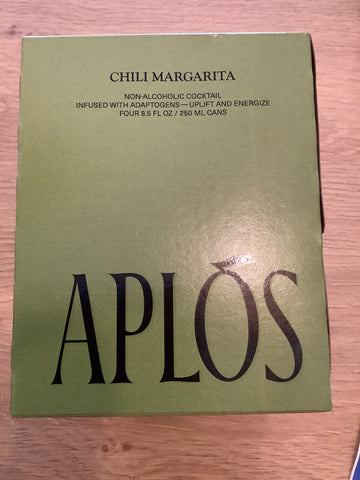 CHILI MARGARITA
NON-ALCOHOLIC COCKTAIL
INFUSED WITH ADAPTOGENS — UPLIFT AND ENERGIZE
FOUR 8.5 FL OZ / 250 ML CANS
APLÓS